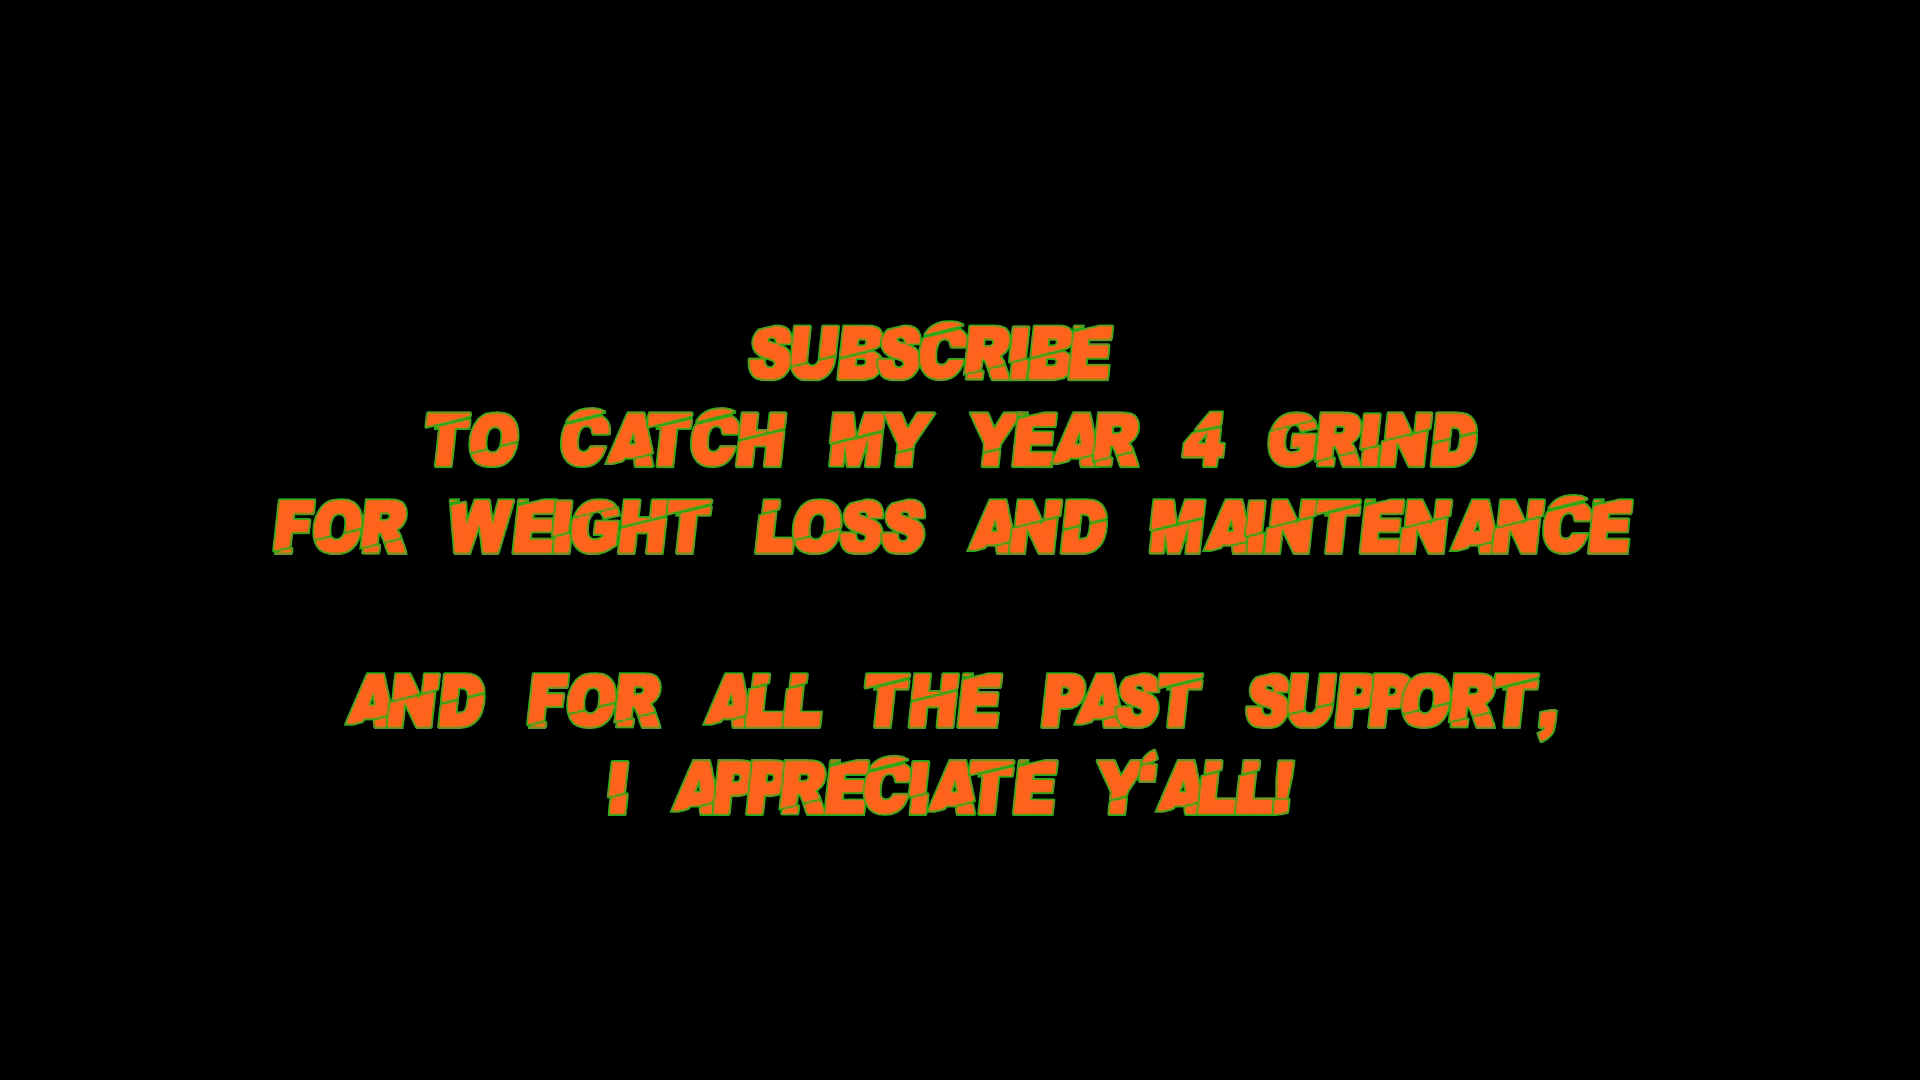 SUBSCRIBE
TO CATCH MY YEAR 4 GRIND
FOR WEIGHT LOSS AND MAINTENANCE
AND FOR ALL THE PAST SUPPORT,
I APPRECIATE Y'ALL!